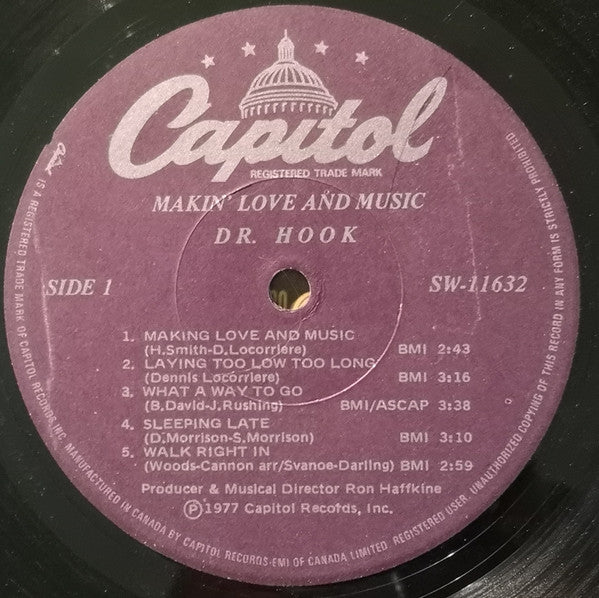 Capitol
REGISTERED TRADE MARK
MAKIN' LOVE AND MUSIC
DR. HOOK
SIDE 1
SW-11632
1. MAKING LOVE AND MUSIC
(H.Smith-D.Locorriere) BMI 2:43
2. LAYING TOO LOW TOO LONG
(Dennis Locorriere) BMI 3:16
3. WHAT A WAY TO GO
(B.David-J.Rushing) BMI/ASCAP 3:38
4. SLEEPING LATE
(D.Morrison-S.Morrison) BMI 3:10
5. WALK RIGHT IN
(Woods-Cannon arr/Svanoe-Darling) BMI 2:59
Producer & Musical Director Ron Haffkine
Ⓟ1977 Capitol Records, Inc.
Capitol IS A REGISTERED TRADE MARK OF CAPITOL RECORDS, INC. MANUFACTURED IN CANADA BY CAPITOL RECORDS-EMI OF CANADA LIMITED. REGISTERED USER. UNAUTHORIZED COPYING OF THIS RECORD IN ANY FORM IS STRICTLY PROHIBITED